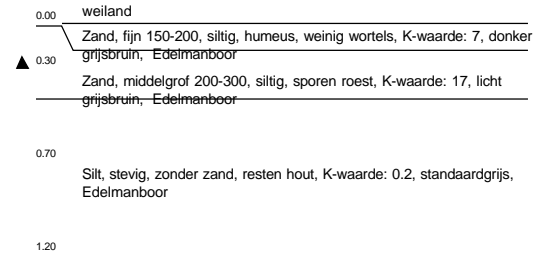 weiland
0.00
Zand, fijn 150-200, siltig, humeus, weinig wortels, K-waarde: 7, donker
grijsbruin, Edelmanboor
0.30
Zand, middelgrof 200-300, siltig, sporen roest, K-waarde: 17, licht
grijsbruin, Edelmanboor
0.70
Silt, stevig, zonder zand, resten hout, K-waarde: 0.2, standaardgrijs,
Edelmanboor
1.20